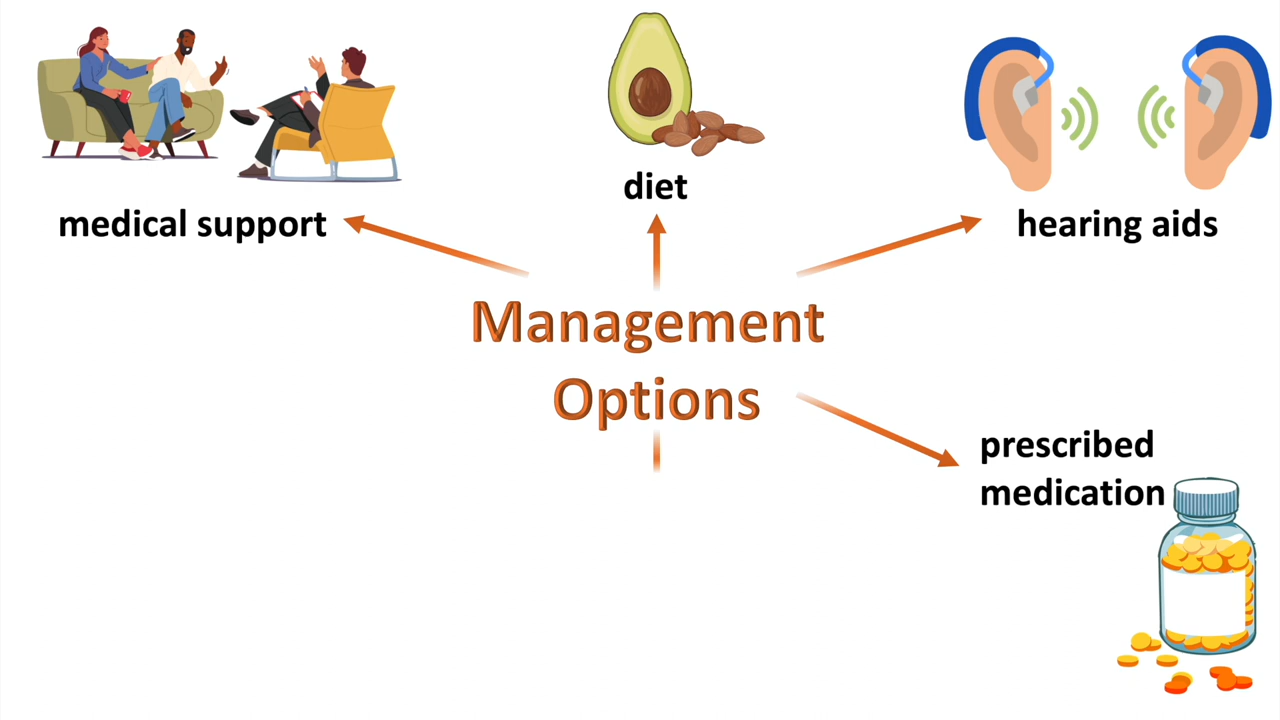 medical support
diet
hearing aids
Management
Options
prescribed
medication